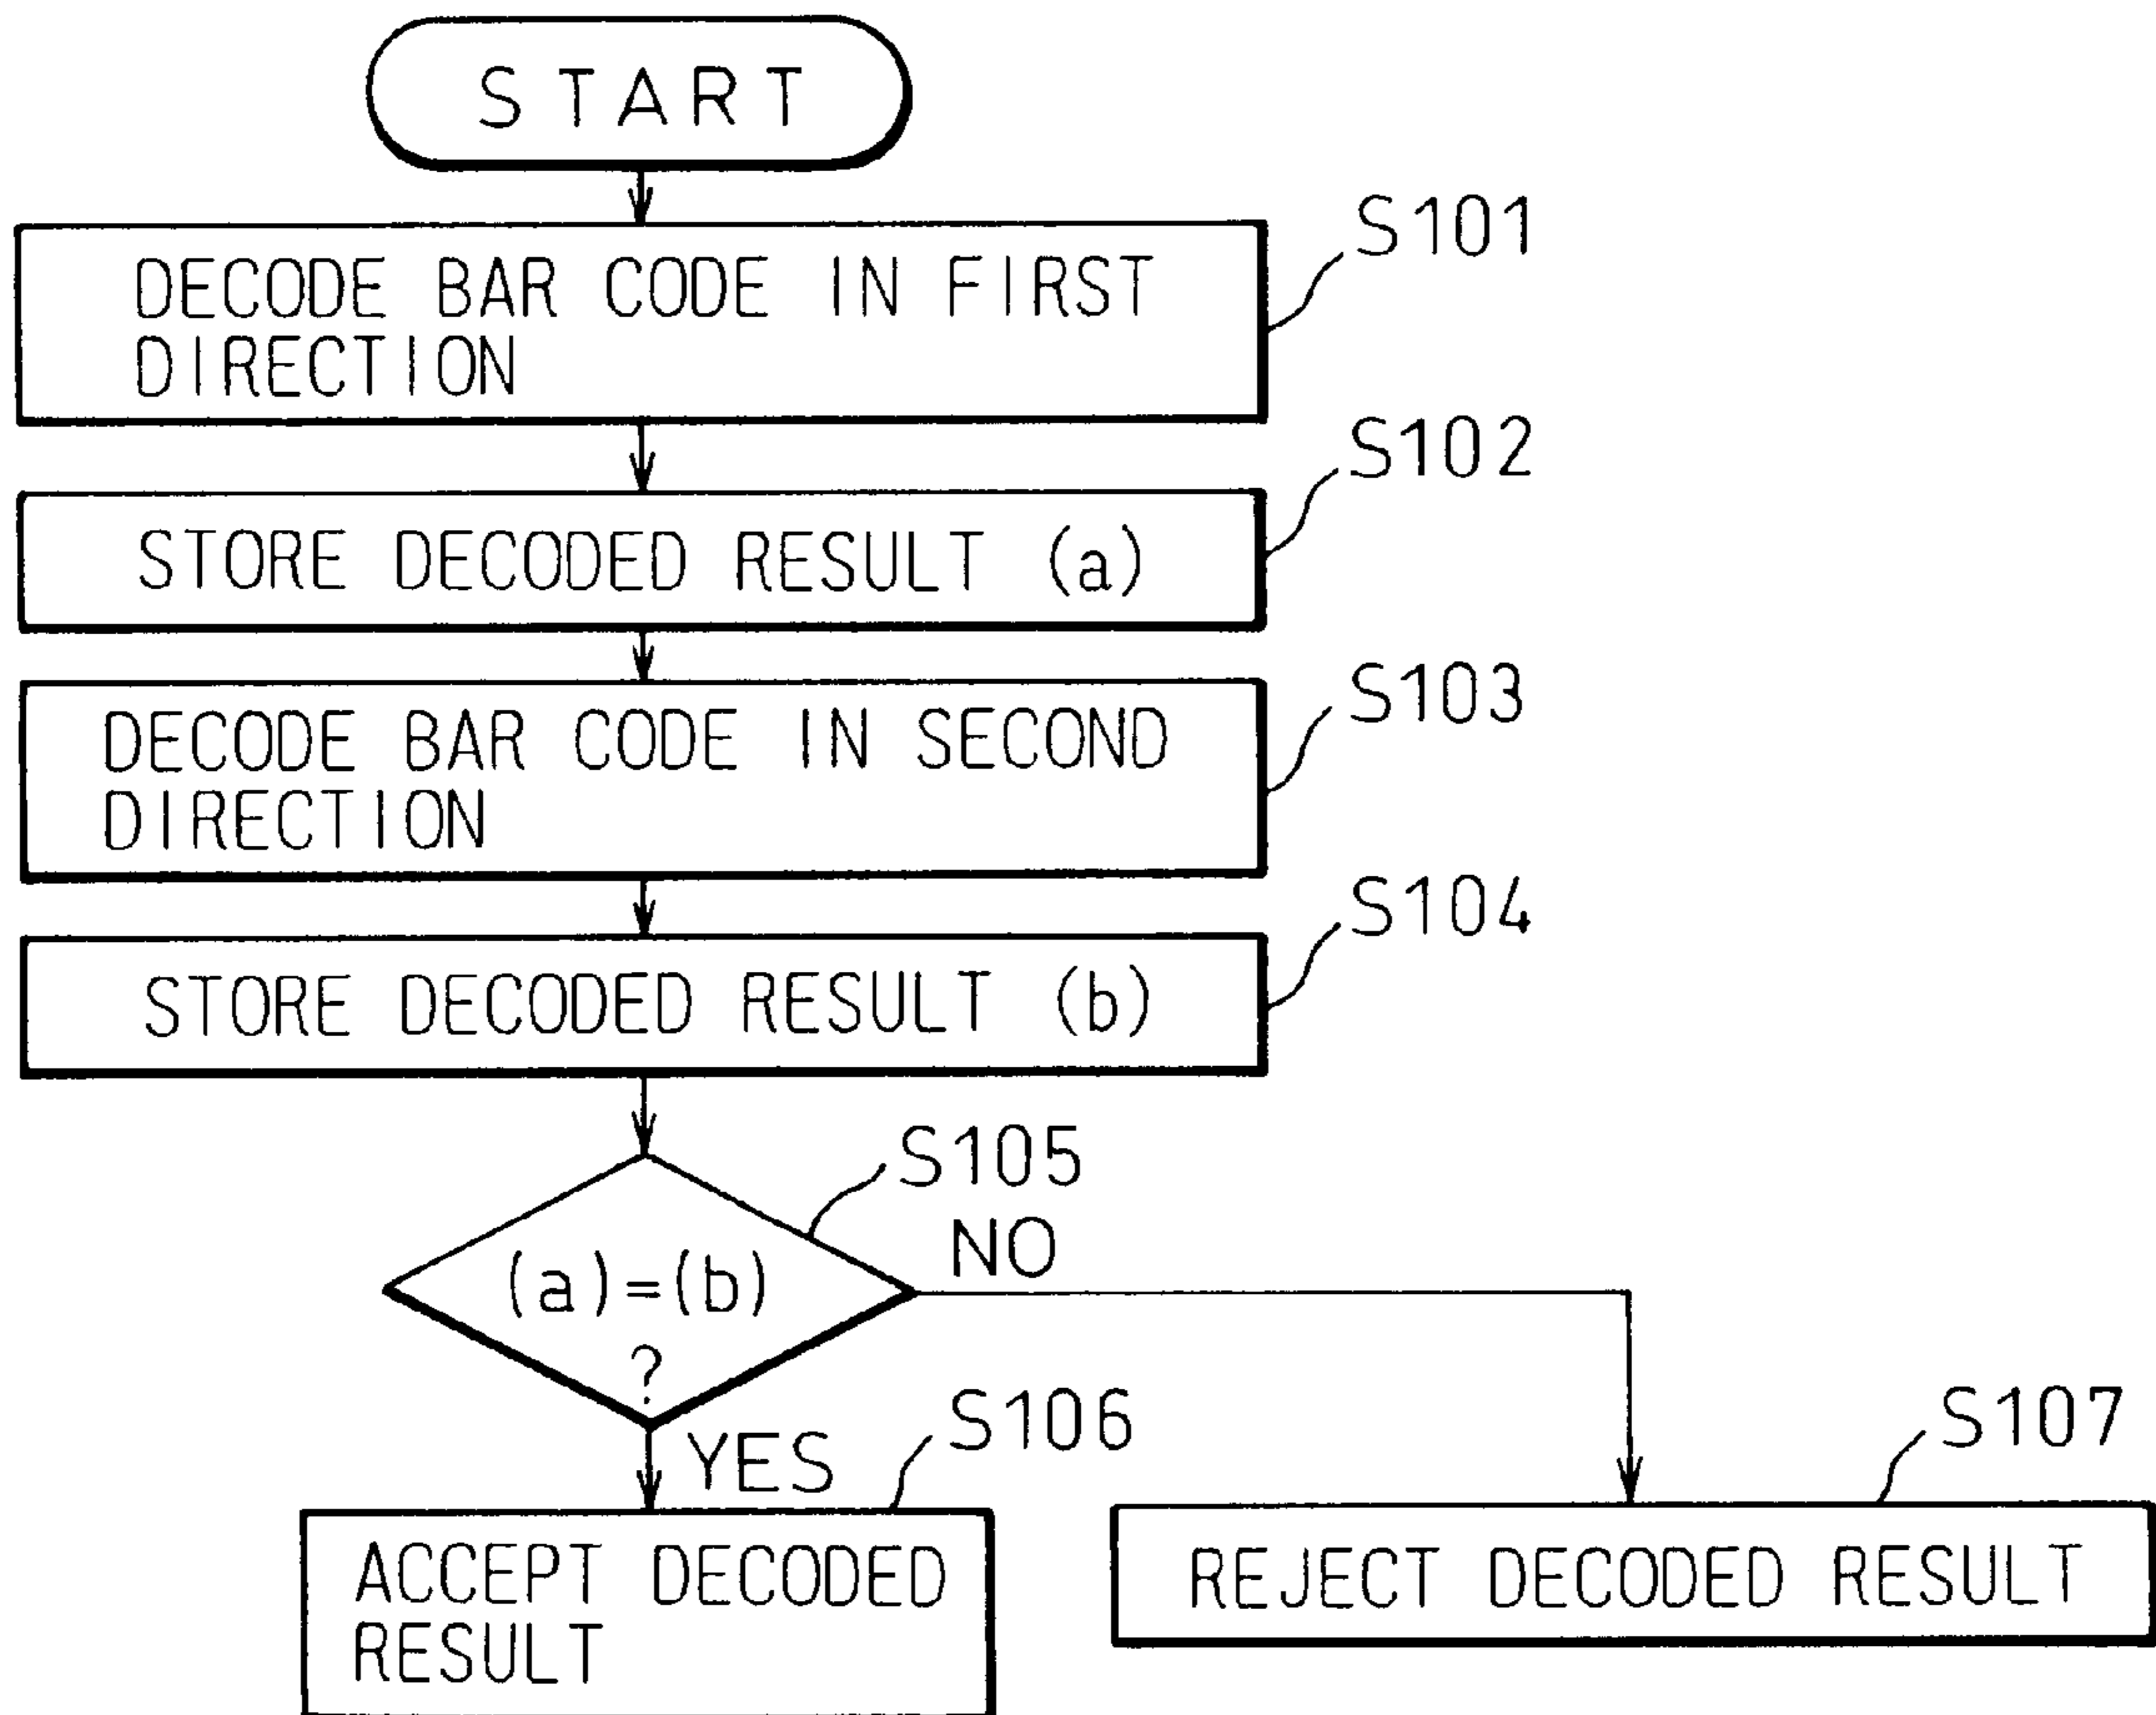 START
S101
DECODE BAR CODE IN FIRST
DIRECTION
S102
STORE DECODED RESULT (a)
S103
DECODE BAR CODE IN SECOND
DIRECTION
S104
STORE DECODED RESULT (b)
S105
NO
(a)=(b)
?
YES
S106
S107
ACCEPT DECODED
RESULT
REJECT DECODED RESULT